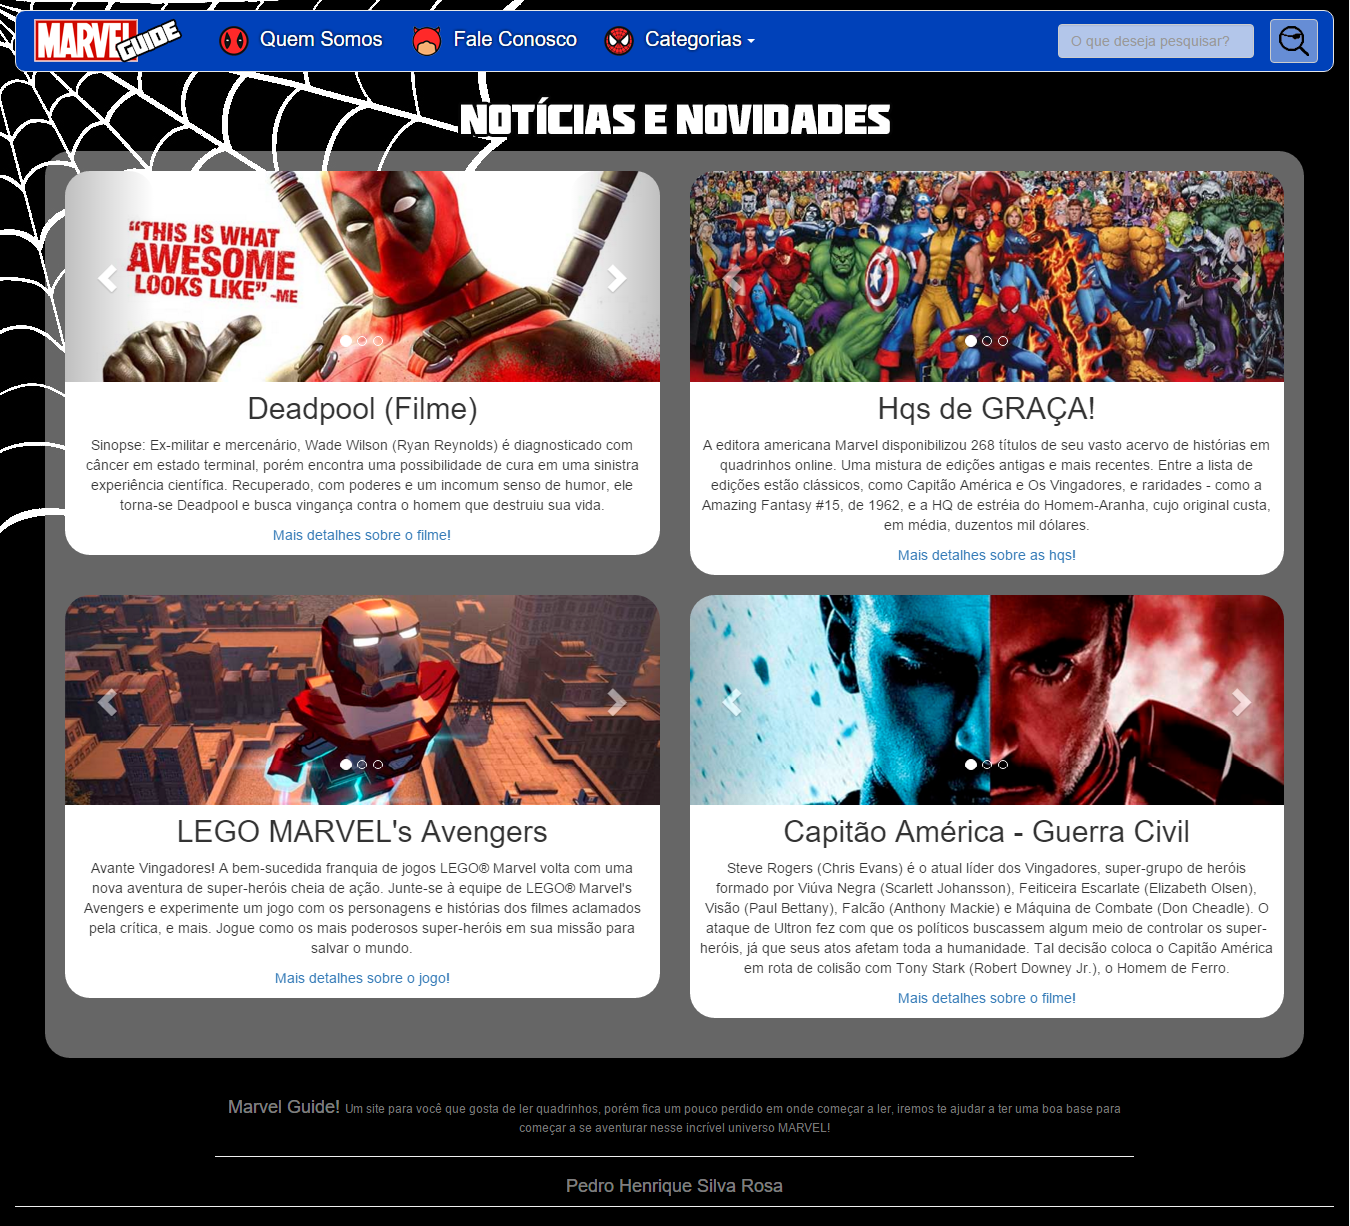 MARVEL GUIDE
Quem Somos
Fale Conosco
Categorias
O que deseja pesquisar?
NOTÍCIAS E NOVIDADES
“THIS IS WHAT
AWESOME
LOOKS LIKE” -ME
Deadpool (Filme)
Sinopse: Ex-militar e mercenário, Wade Wilson (Ryan Reynolds) é diagnosticado com
câncer em estado terminal, porém encontra uma possibilidade de cura em uma sinistra
experiência científica. Recuperado, com poderes e um incomum senso de humor, ele
torna-se Deadpool e busca vingança contra o homem que destruiu sua vida.
Mais detalhes sobre o filme!
Hqs de GRAÇA!
A editora americana Marvel disponibilizou 268 títulos de seu vasto acervo de histórias em
quadrinhos online. Uma mistura de edições antigas e mais recentes. Entre a lista de
edições estão clássicos, como Capitão América e Os Vingadores, e raridades - como a
Amazing Fantasy #15, de 1962, e a HQ de estréia do Homem-Aranha, cujo original custa,
em média, duzentos mil dólares.
Mais detalhes sobre as hqs!
LEGO MARVEL's Avengers
Avante Vingadores! A bem-sucedida franquia de jogos LEGO® Marvel volta com uma
nova aventura de super-heróis cheia de ação. Junte-se à equipe de LEGO® Marvel's
Avengers e experimente um jogo com os personagens e histórias dos filmes aclamados
pela crítica, e mais. Jogue como os mais poderosos super-heróis em sua missão para
salvar o mundo.
Mais detalhes sobre o jogo!
Capitão América - Guerra Civil
Steve Rogers (Chris Evans) é o atual líder dos Vingadores, super-grupo de heróis
formado por Viúva Negra (Scarlett Johansson), Feiticeira Escarlate (Elizabeth Olsen),
Visão (Paul Bettany), Falcão (Anthony Mackie) e Máquina de Combate (Don Cheadle). O
ataque de Ultron fez com que os políticos buscassem algum meio de controlar os super-
heróis, já que seus atos afetam toda a humanidade. Tal decisão coloca o Capitão América
em rota de colisão com Tony Stark (Robert Downey Jr.), o Homem de Ferro.
Mais detalhes sobre o filme!
Marvel Guide! Um site para você que gosta de ler quadrinhos, porém fica um pouco perdido em onde começar a ler, iremos te ajudar a ter uma boa base para
começar a se aventurar nesse incrível universo MARVEL!
Pedro Henrique Silva Rosa